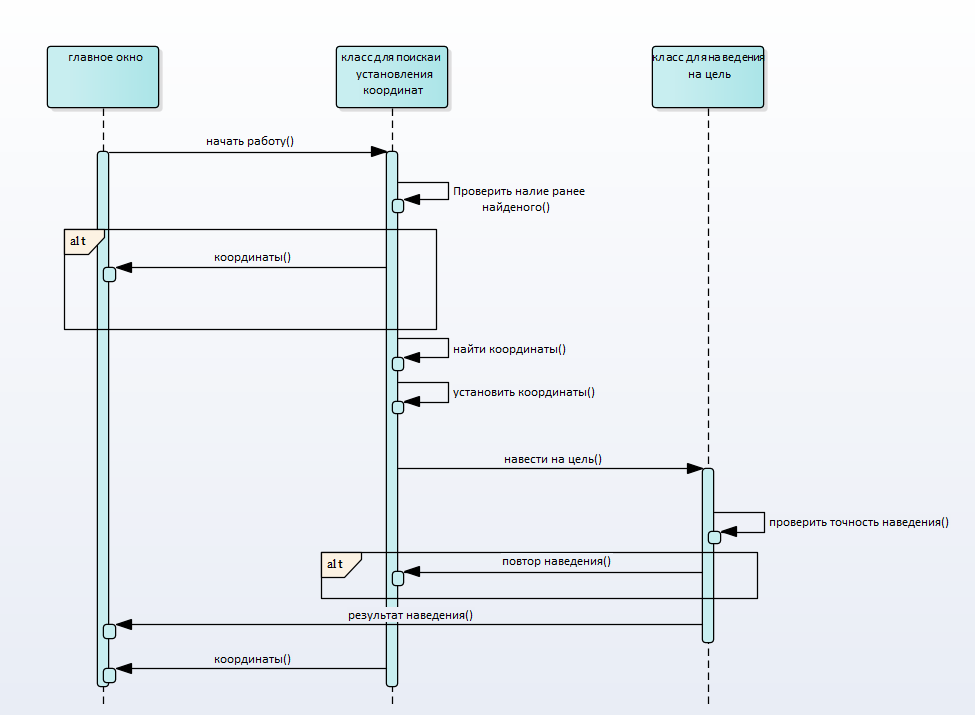 главное окно
класс для поискаи
установления
координат
класс для наведения
на цель
начать работу()
Проверить налие ранее
найденого()
alt
координаты()
найти координаты()
установить координаты()
навести на цель()
проверить точность наведения()
alt
повтор наведения()
результат наведения()
координаты()